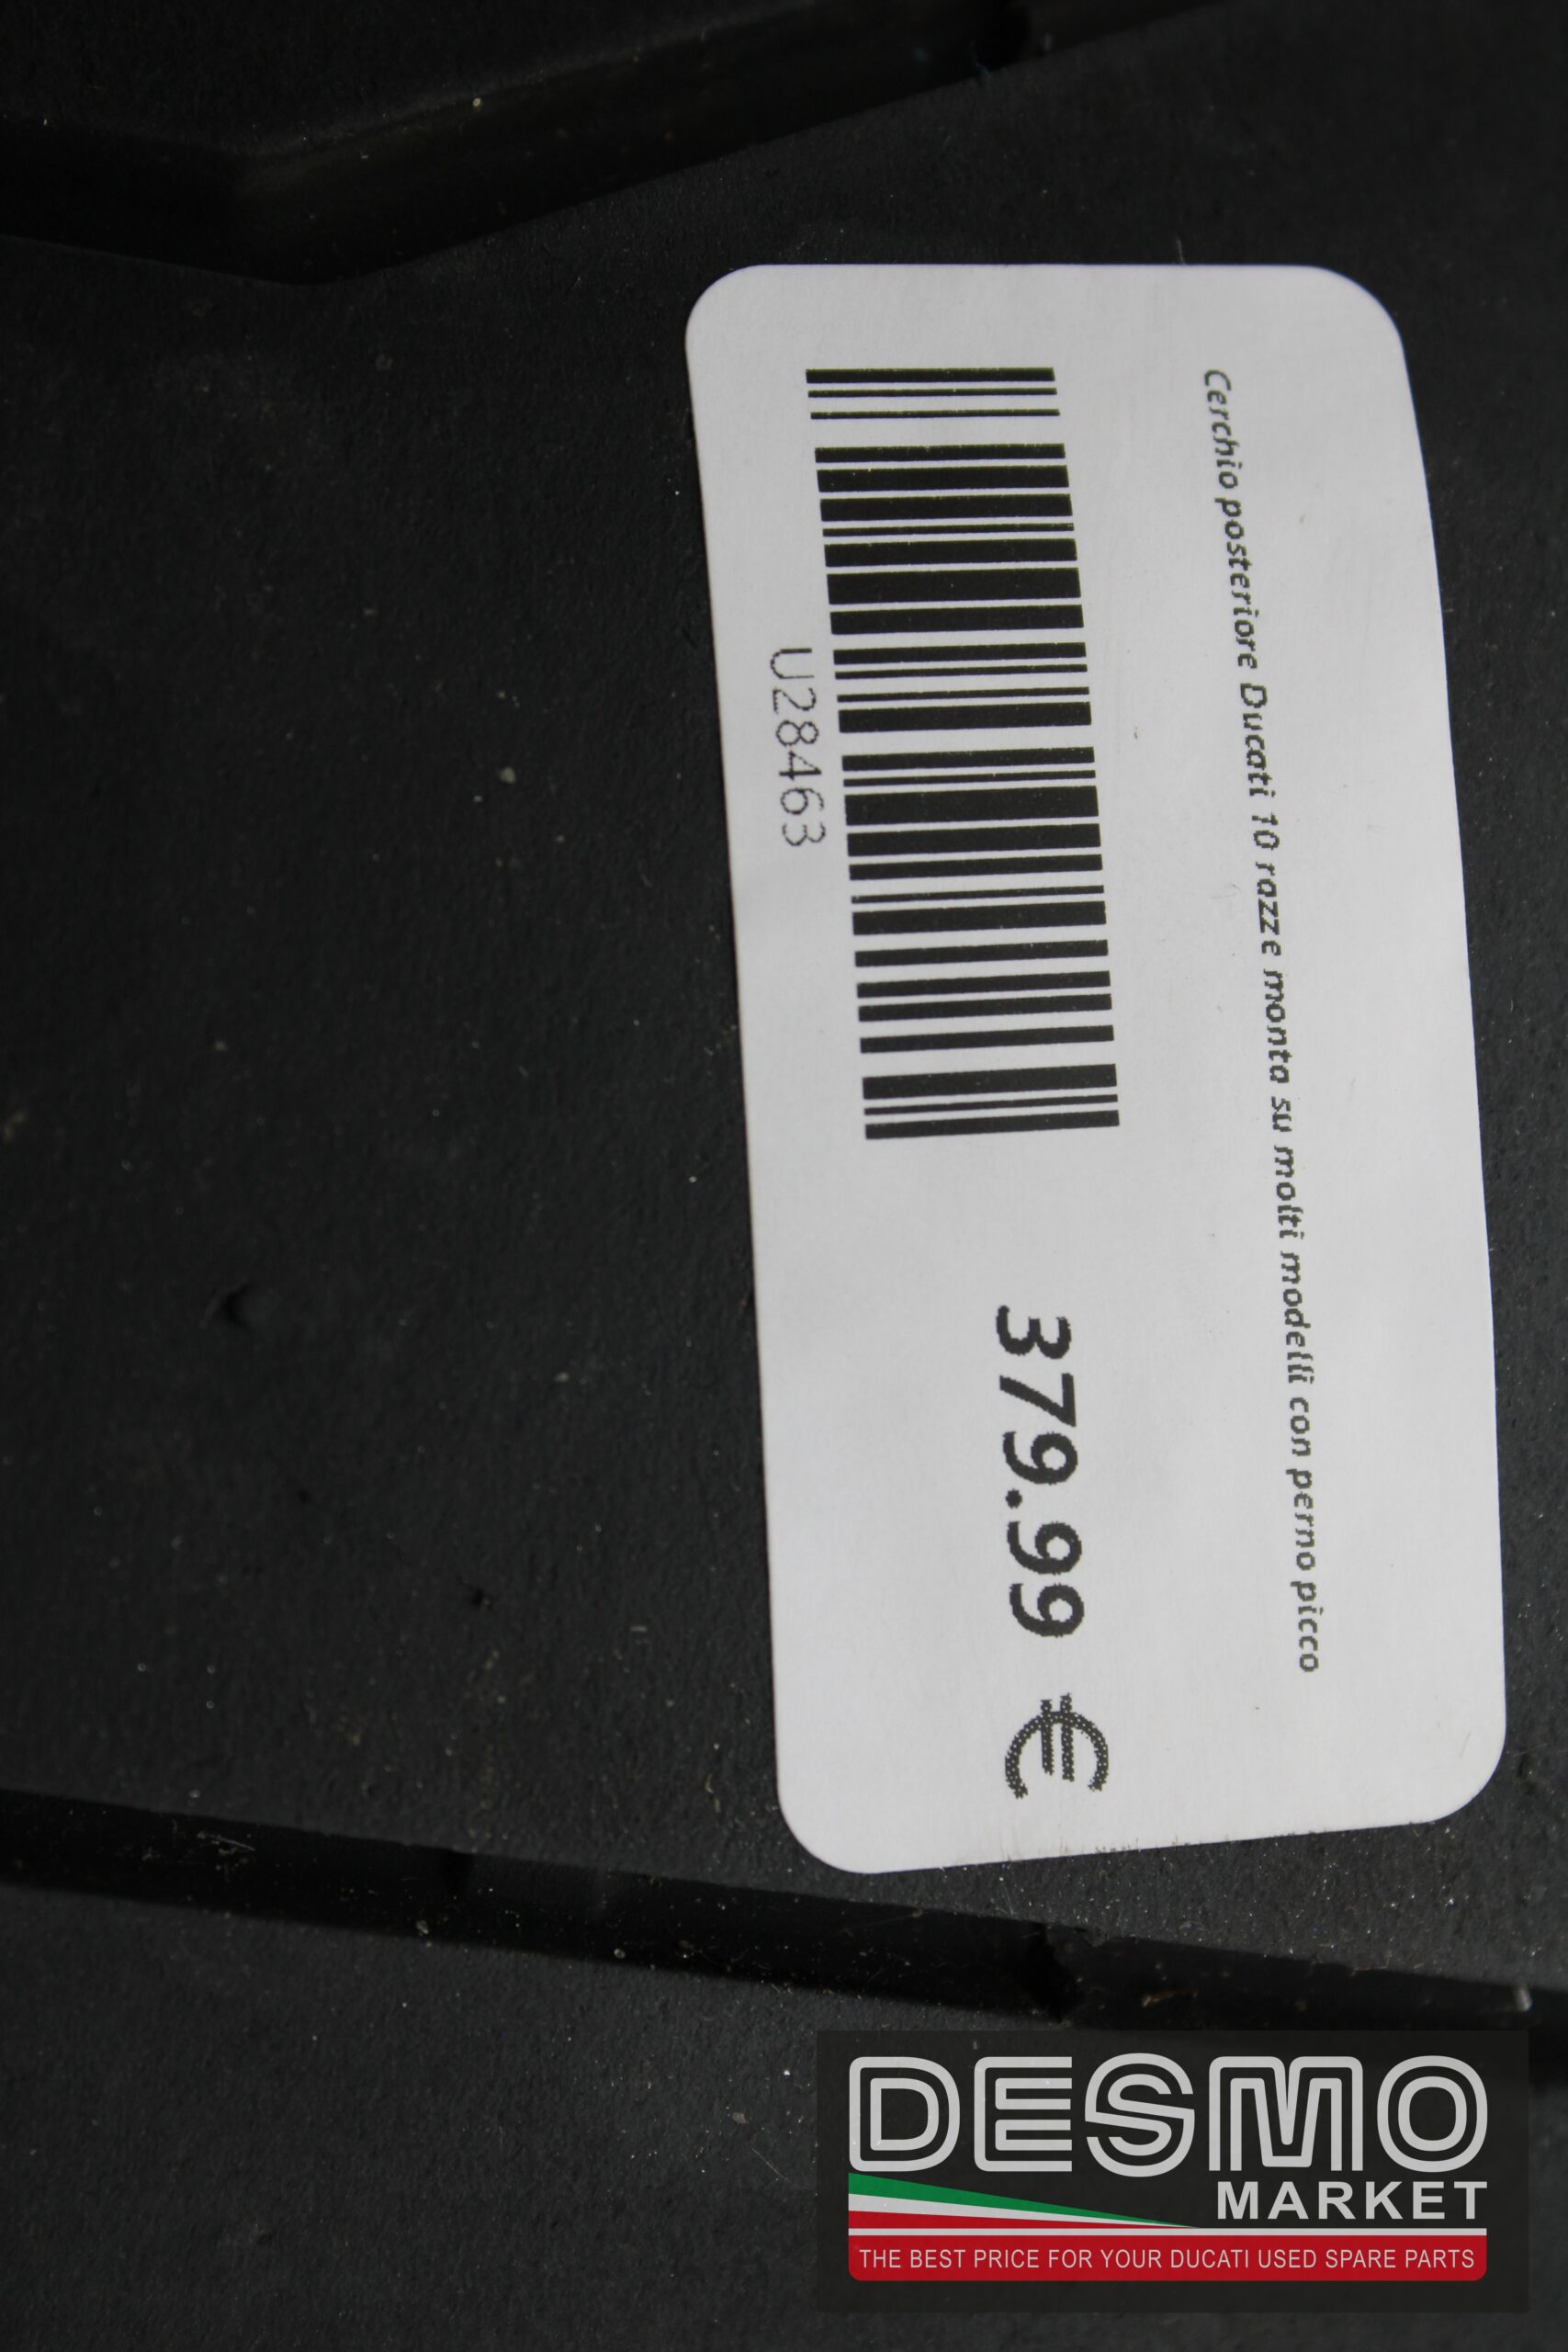 Cerchio posteriore Ducati 10 razze monta su molti modelli con perno picco
U28463
379.99 €
DESMO
MARKET
THE BEST PRICE FOR YOUR DUCATI USED SPARE PARTS